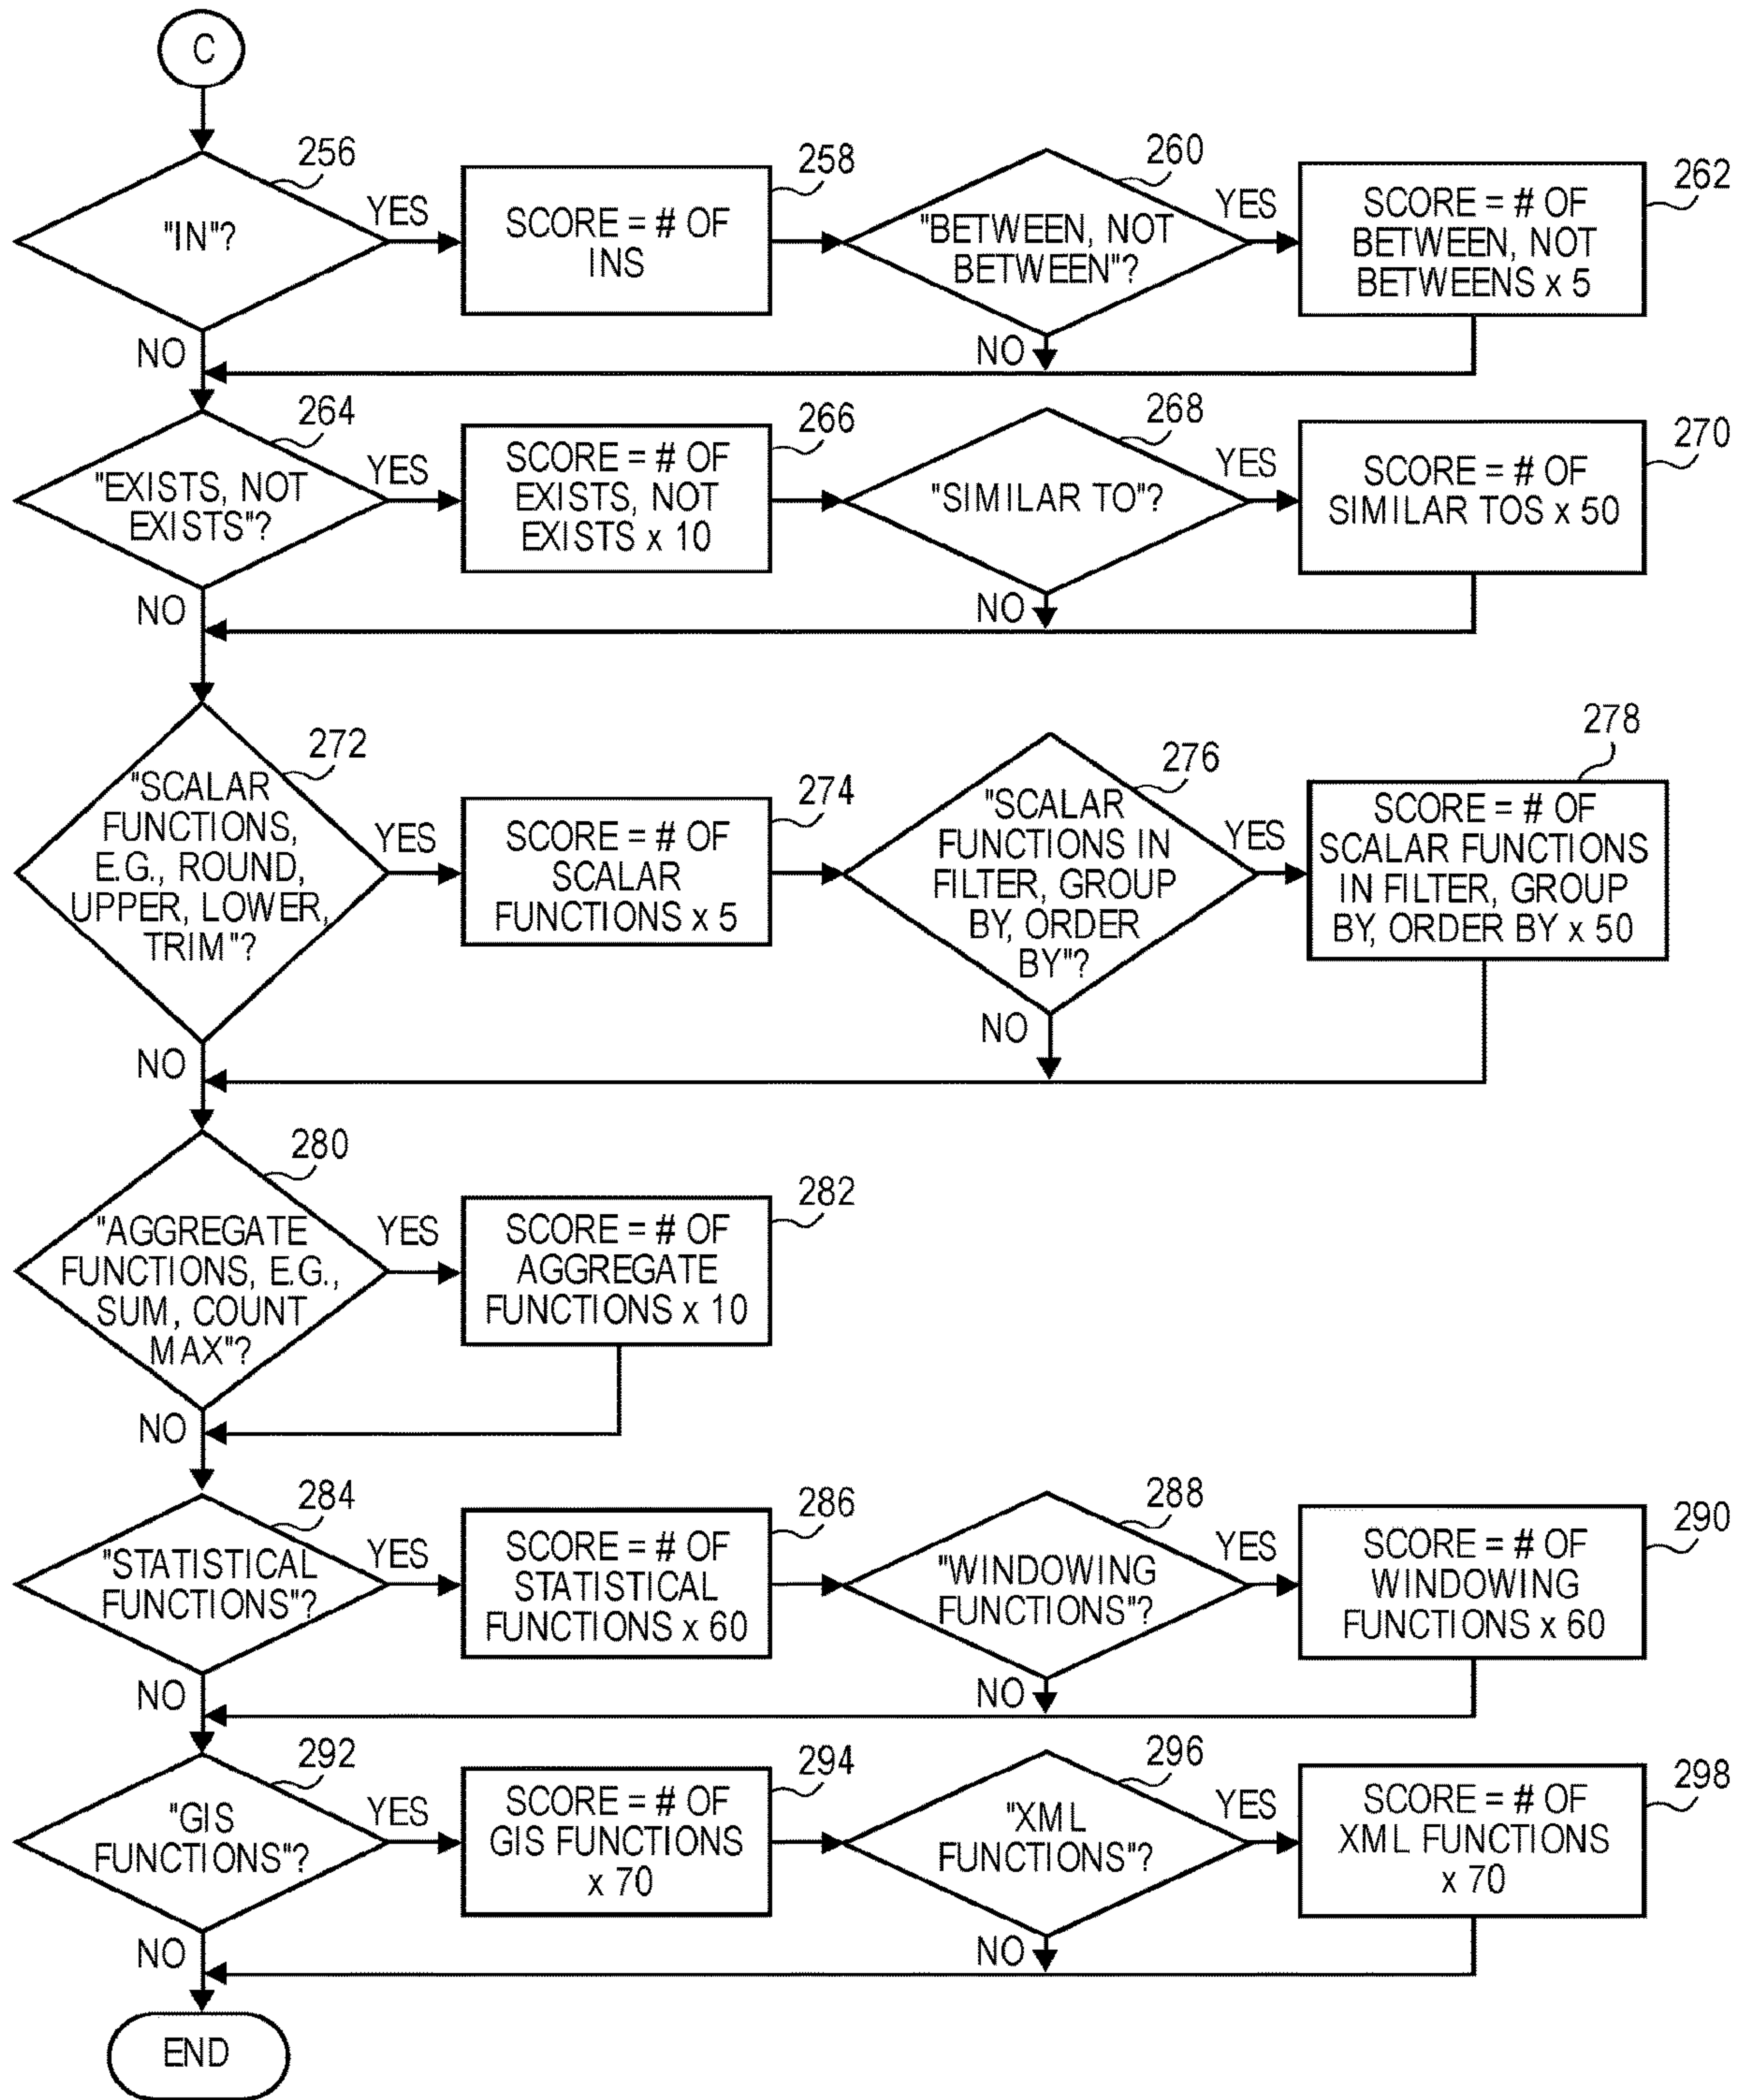 C
256
"IN"?
YES
NO
258
SCORE = # OF
INS
260
"BETWEEN, NOT
BETWEEN"?
YES
NO
262
SCORE = # OF
BETWEEN, NOT
BETWEENS x 5
264
"EXISTS, NOT
EXISTS"?
YES
NO
266
SCORE = # OF
EXISTS, NOT
EXISTS x 10
268
"SIMILAR TO"?
YES
NO
270
SCORE = # OF
SIMILAR TOS x 50
272
"SCALAR
FUNCTIONS,
E.G., ROUND,
UPPER, LOWER,
TRIM"?
YES
NO
274
SCORE = # OF
SCALAR
FUNCTIONS x 5
276
"SCALAR
FUNCTIONS IN
FILTER, GROUP
BY, ORDER
BY"?
YES
NO
278
SCORE = # OF
SCALAR FUNCTIONS
IN FILTER, GROUP
BY, ORDER BY x 50
280
"AGGREGATE
FUNCTIONS, E.G.,
SUM, COUNT
MAX"?
YES
NO
282
SCORE = # OF
AGGREGATE
FUNCTIONS x 10
284
"STATISTICAL
FUNCTIONS"?
YES
NO
286
SCORE = # OF
STATISTICAL
FUNCTIONS x 60
288
"WINDOWING
FUNCTIONS"?
YES
NO
290
SCORE = # OF
WINDOWING
FUNCTIONS x 60
292
"GIS
FUNCTIONS"?
YES
NO
294
SCORE = # OF
GIS FUNCTIONS
x 70
296
"XML
FUNCTIONS"?
YES
NO
298
SCORE = # OF
XML FUNCTIONS
x 70
END